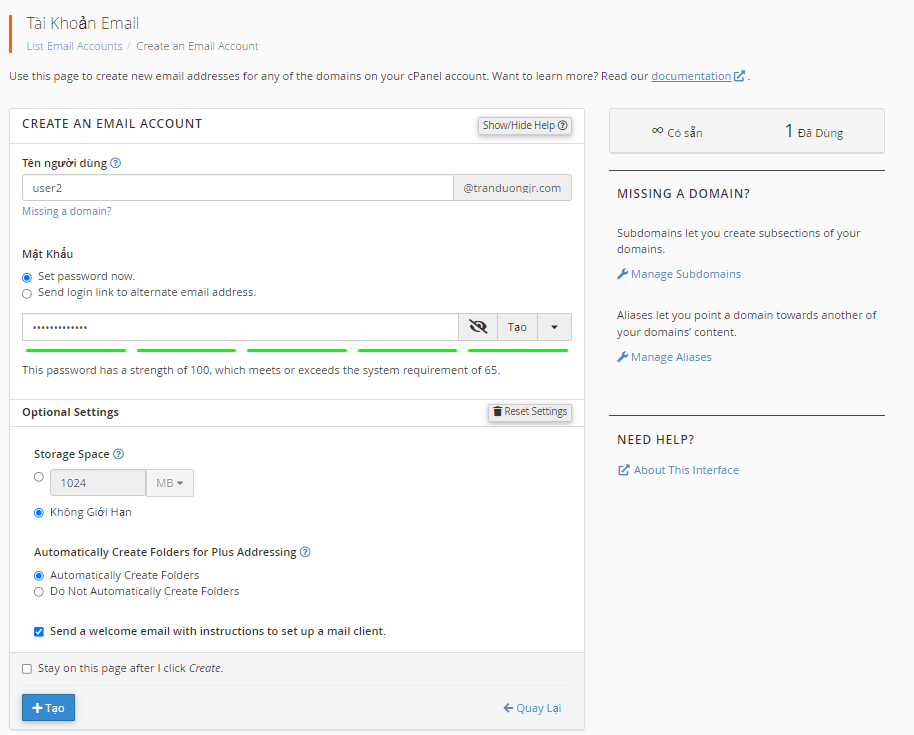 Tài Khoản Email
List Email Accounts / Create an Email Account
Use this page to create new email addresses for any of the domains on your cPanel account. Want to learn more? Read our documentation .
CREATE AN EMAIL ACCOUNT
Show/Hide Help
Tên người dùng
user2
@tranduongjr.com
Missing a domain?
Mật Khẩu
Set password now.
Send login link to alternate email address.
•••••••••••••
Tạo
This password has a strength of 100, which meets or exceeds the system requirement of 65.
Optional Settings
Reset Settings
Storage Space
1024
MB
Không Giới Hạn
Automatically Create Folders for Plus Addressing
Automatically Create Folders
Do Not Automatically Create Folders
Send a welcome email with instructions to set up a mail client.
Stay on this page after I click Create.
+ Tạo
Quay Lại
∞ Có sẵn
1 Đã Dùng
MISSING A DOMAIN?
Subdomains let you create subsections of your
domains.
Manage Subdomains
Aliases let you point a domain towards another of
your domains’ content.
Manage Aliases
NEED HELP?
About This Interface